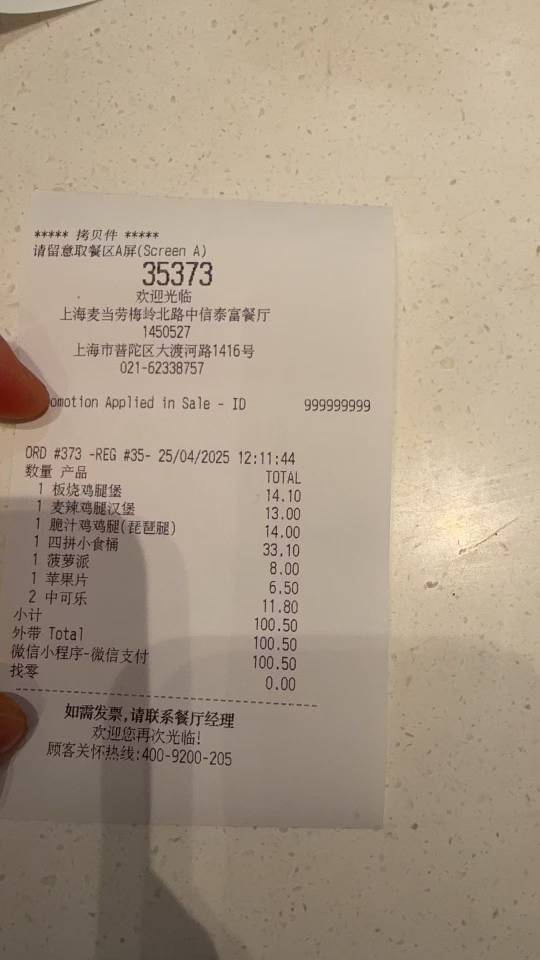 ***** 拷贝件 *****
请留意取餐区A屏(Screen A)
35373
欢迎光临
上海麦当劳梅岭北路中信泰富餐厅
1450527
上海市普陀区大渡河路1416号
021-62338757
omotion Applied in Sale - ID 999999999
ORD #373 -REG #35- 25/04/2025 12:11:44
数量 产品 TOTAL
1 板烧鸡腿堡 14.10
1 麦辣鸡腿汉堡 13.00
1 脆汁鸡鸡腿(琵琶腿) 14.00
1 四拼小食桶 33.10
1 菠萝派 8.00
1 苹果片 6.50
2 中可乐 11.80
小计 100.50
外带 Total 100.50
微信小程序-微信支付 100.50
找零 0.00
如需发票,请联系餐厅经理
欢迎您再次光临!
顾客关怀热线:400-9200-205